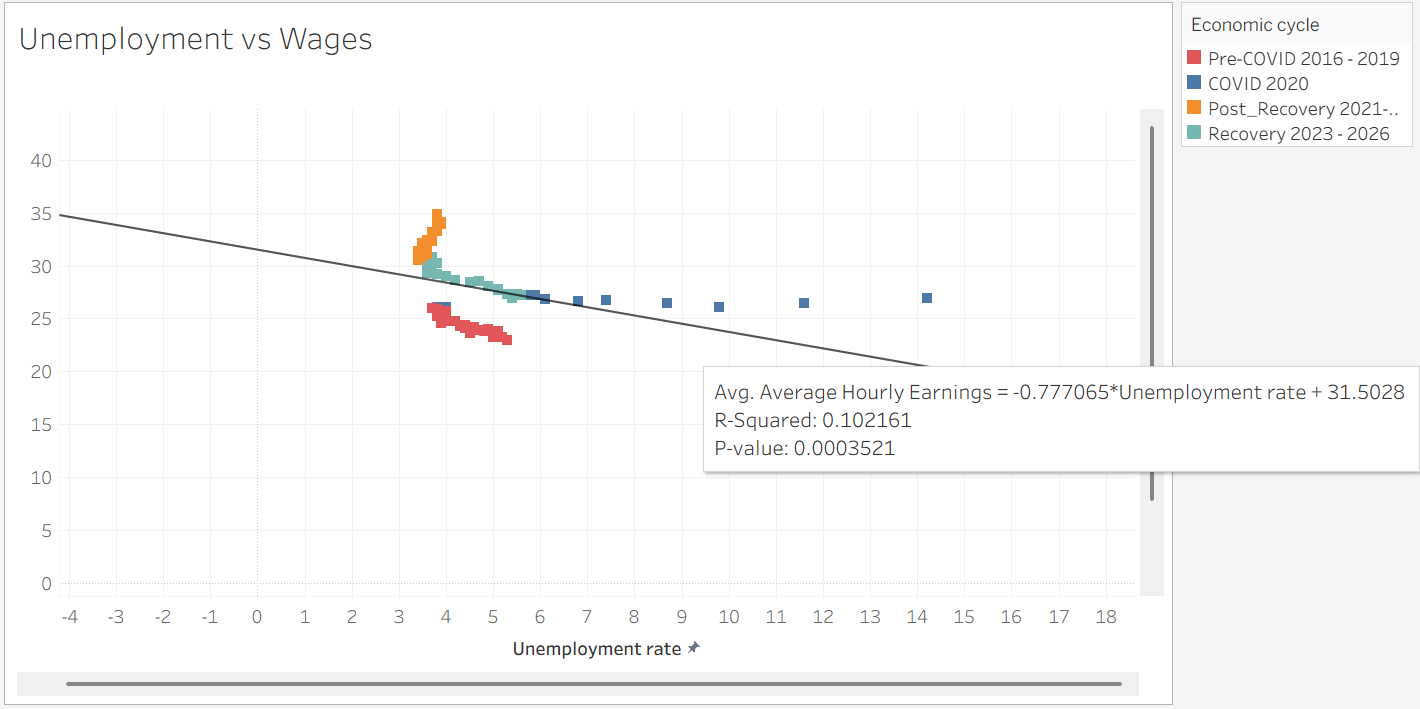 Unemployment vs Wages
Economic cycle
Pre-COVID 2016 - 2019
COVID 2020
Post_Recovery 2021-..
Recovery 2023 - 2026
40
35
30
25
20
15
10
5
0
-4 -3 -2 -1 0 1 2 3 4 5 6 7 8 9 10 11 12 13 14 15 16 17 18
Unemployment rate
Avg. Average Hourly Earnings = -0.777065*Unemployment rate + 31.5028
R-Squared: 0.102161
P-value: 0.0003521